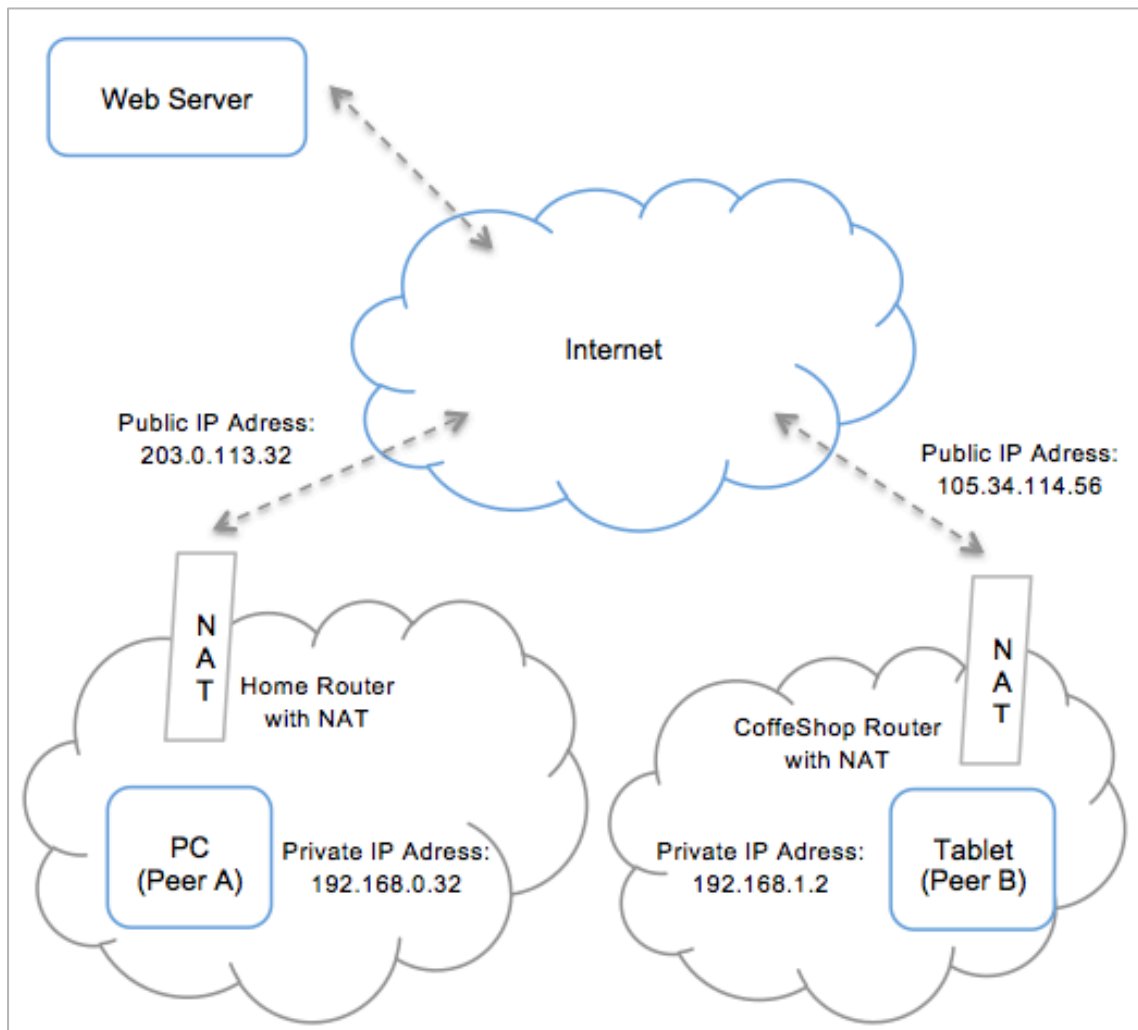 Web Server
Internet
Public IP Adress:
203.0.113.32
Public IP Adress:
105.34.114.56
N
A
T
Home Router
with NAT
N
A
T
CoffeShop Router
with NAT
PC
(Peer A)
Private IP Adress:
192.168.0.32
Private IP Adress:
192.168.1.2
Tablet
(Peer B)